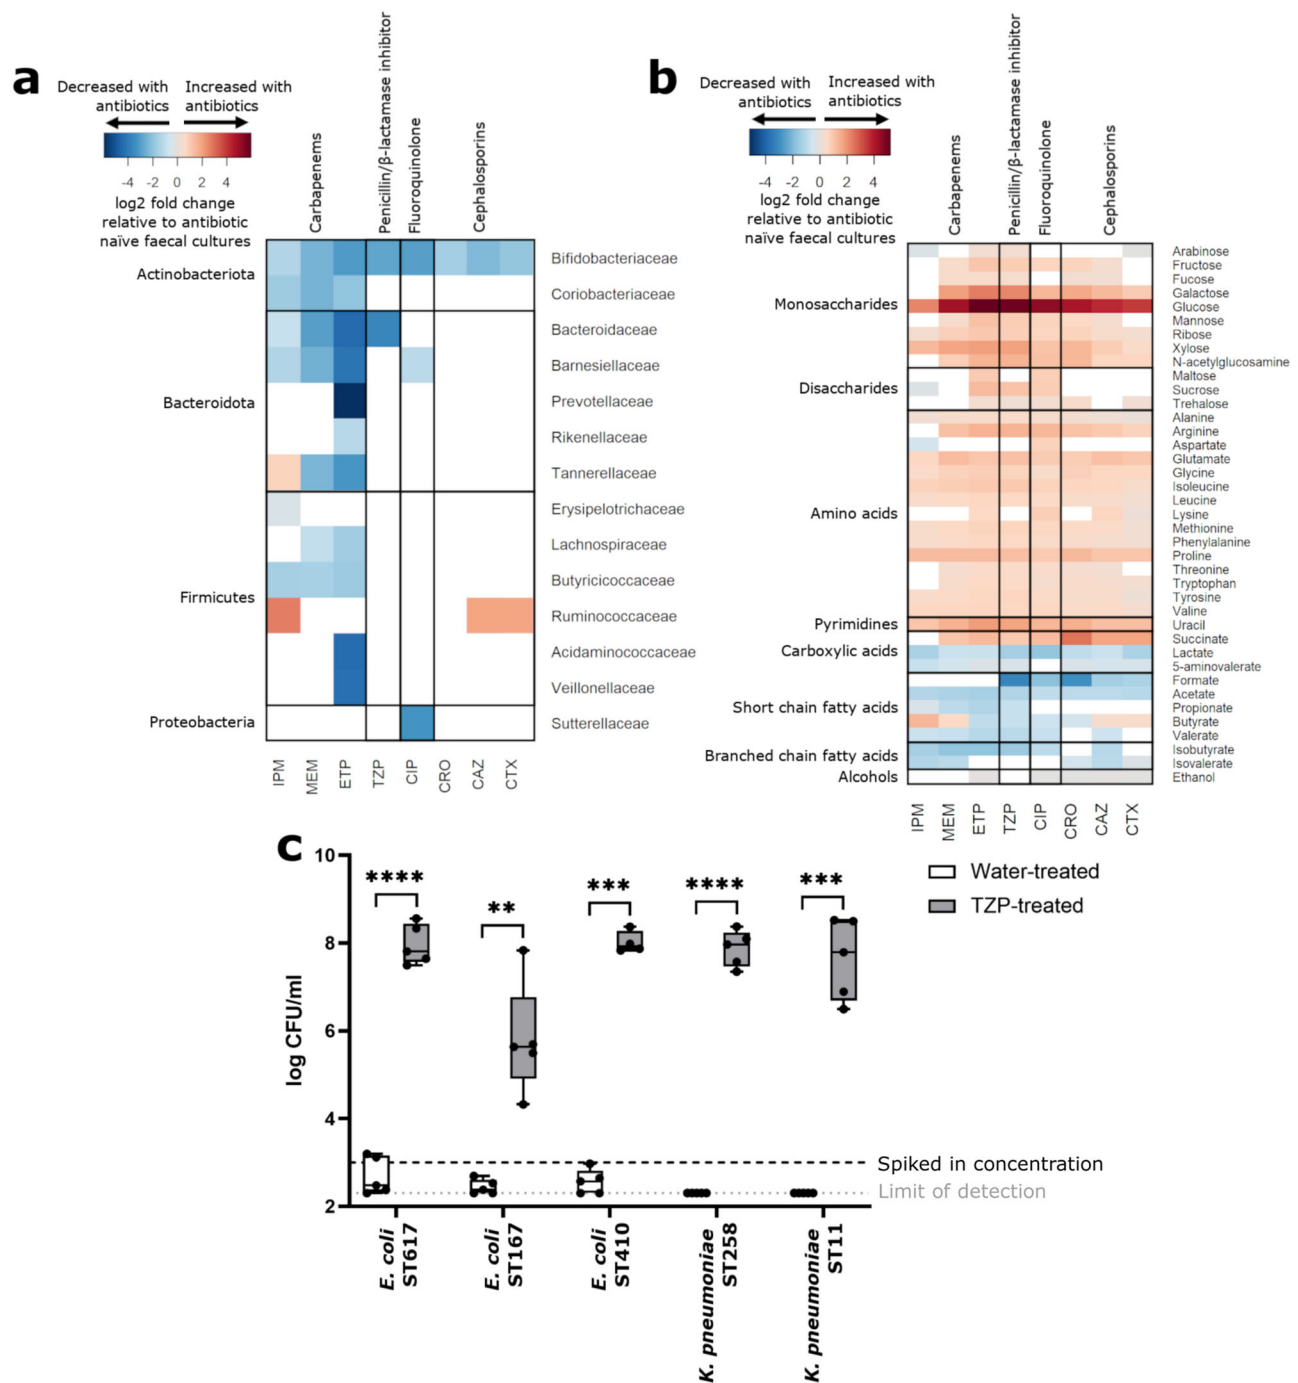 a
Decreased with
antibiotics
Increased with
antibiotics
-4 -2 0 2 4
log2 fold change
relative to antibiotic
naïve faecal cultures
Carbapenems
Penicillin/β-lactamase inhibitor
Fluoroquinolone
Cephalosporins
Actinobacteriota
Bacteroidota
Firmicutes
Proteobacteria
Bifidobacteriaceae
Coriobacteriaceae
Bacteroidaceae
Barnesiellaceae
Prevotellaceae
Rikenellaceae
Tannerellaceae
Erysipelotrichaceae
Lachnospiraceae
Butyricicoccaceae
Ruminococcaceae
Acidaminococcaceae
Veillonellaceae
Sutterellaceae
IPM
MEM
ETP
TZP
CIP
CRO
CAZ
CTX
b
Decreased with
antibiotics
Increased with
antibiotics
-4 -2 0 2 4
log2 fold change
relative to antibiotic
naïve faecal cultures
Carbapenems
Penicillin/β-lactamase inhibitor
Fluoroquinolone
Cephalosporins
Monosaccharides
Disaccharides
Amino acids
Pyrimidines
Carboxylic acids
Short chain fatty acids
Branched chain fatty acids
Alcohols
Arabinose
Fructose
Fucose
Galactose
Glucose
Mannose
Ribose
Xylose
N-acetylglucosamine
Maltose
Sucrose
Trehalose
Alanine
Arginine
Aspartate
Glutamate
Glycine
Isoleucine
Leucine
Lysine
Methionine
Phenylalanine
Proline
Threonine
Tryptophan
Tyrosine
Valine
Uracil
Succinate
Lactate
5-aminovalerate
Formate
Acetate
Propionate
Butyrate
Valerate
Isobutyrate
Isovalerate
Ethanol
IPM
MEM
ETP
TZP
CIP
CRO
CAZ
CTX
c
log CFU/ml
10
8
6
4
2
****
**
***
****
***
Water-treated
TZP-treated
Spiked in concentration
Limit of detection
E. coli
ST617
E. coli
ST167
E. coli
ST410
K. pneumoniae
ST258
K. pneumoniae
ST11